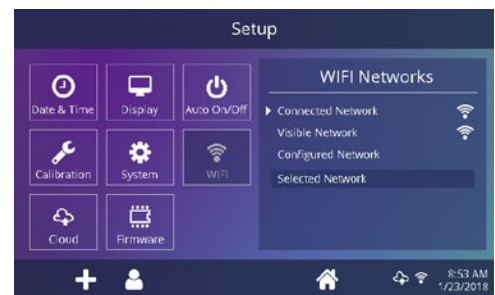 Setup
Date & Time
Display
Auto On/Off
Calibration
System
WIFI
Cloud
Firmware
WIFI Networks
Connected Network
Visible Network
Configured Network
Selected Network
8:53 AM
1/23/2018